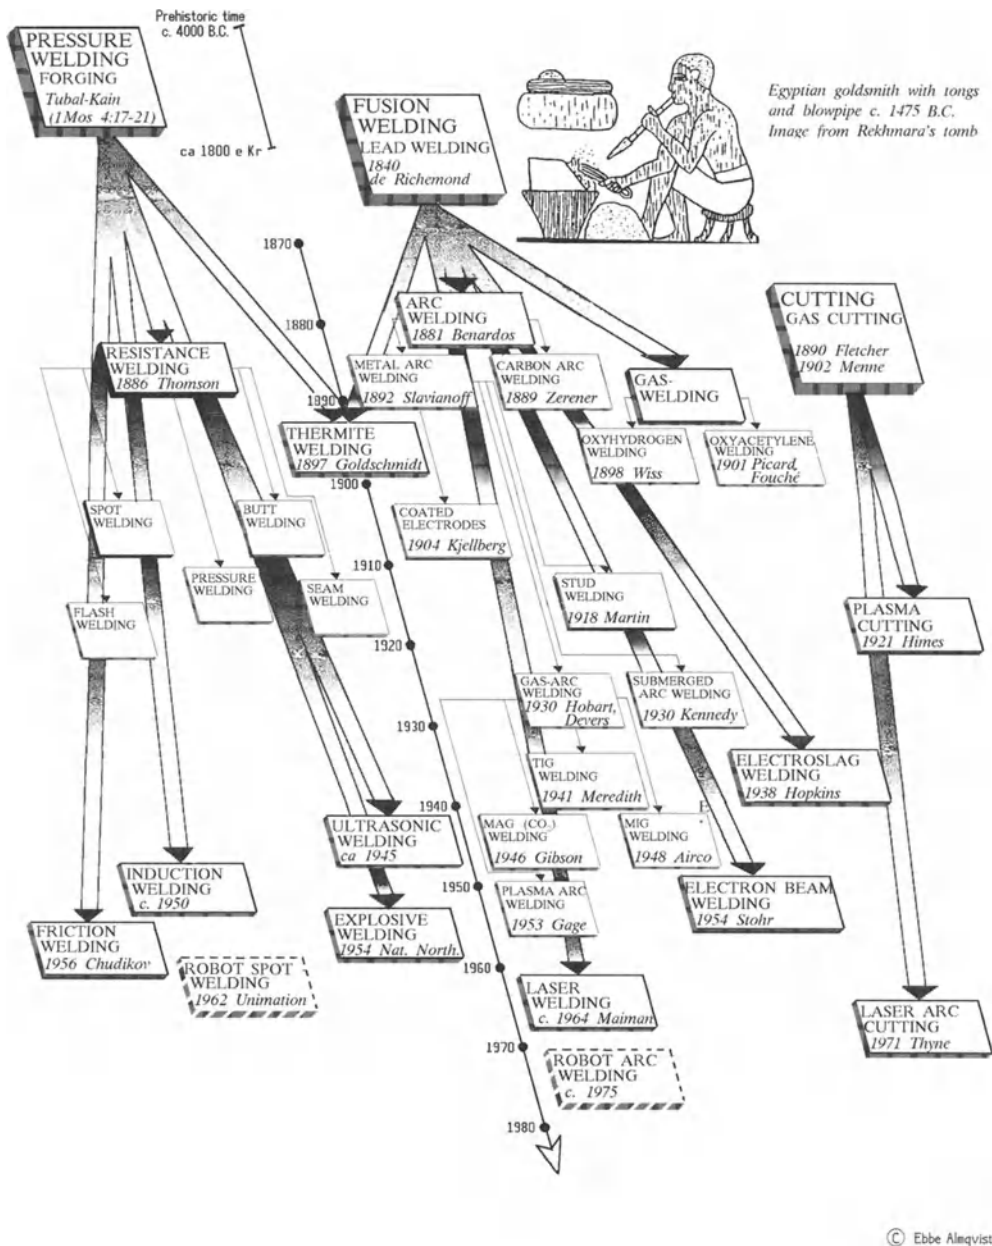 Prehistoric time
c. 4000 B.C.
PRESSURE
WELDING
FORGING
Tubal-Kain
(1Mos 4:17-21)
ca 1800 e Kr
FUSION
WELDING
LEAD WELDING
1840
de Richemond
Egyptian goldsmith with tongs
and blowpipe c. 1475 B.C.
Image from Rekhmara's tomb
1870
1880
1890
1900
1910
1920
1930
1940
1950
1960
1970
1980
ARC
WELDING
1881 Benardos
CUTTING
GAS CUTTING
1890 Fletcher
1902 Menne
RESISTANCE
WELDING
1886 Thomson
METAL ARC
WELDING
1892 Slavianoff
CARBON ARC
WELDING
1889 Zerener
GAS-
WELDING
THERMITE
WELDING
1897 Goldschmidt
OXYHYDROGEN
WELDING
1898 Wiss
OXYACETYLENE
WELDING
1901 Picard,
Fouché
SPOT
WELDING
BUTT
WELDING
COATED
ELECTRODES
1904 Kjellberg
PRESSURE
WELDING
SEAM
WELDING
STUD
WELDING
1918 Martin
FLASH
WELDING
PLASMA
CUTTING
1921 Himes
GAS-ARC
WELDING
1930 Hobart,
Devers
SUBMERGED
ARC WELDING
1930 Kennedy
TIG
WELDING
1941 Meredith
ELECTROSLAG
WELDING
1938 Hopkins
ULTRASONIC
WELDING
ca 1945
MAG (CO₂)
WELDING
1946 Gibson
E
MIG
WELDING
1948 Airco
INDUCTION
WELDING
c. 1950
PLASMA ARC
WELDING
1953 Gage
ELECTRON BEAM
WELDING
1954 Stohr
FRICTION
WELDING
1956 Chudikov
EXPLOSIVE
WELDING
1954 Nat. North.
ROBOT SPOT
WELDING
1962 Unimation
LASER
WELDING
c. 1964 Maiman
LASER ARC
CUTTING
1971 Thyne
ROBOT ARC
WELDING
c. 1975
© Ebbe Almqvist